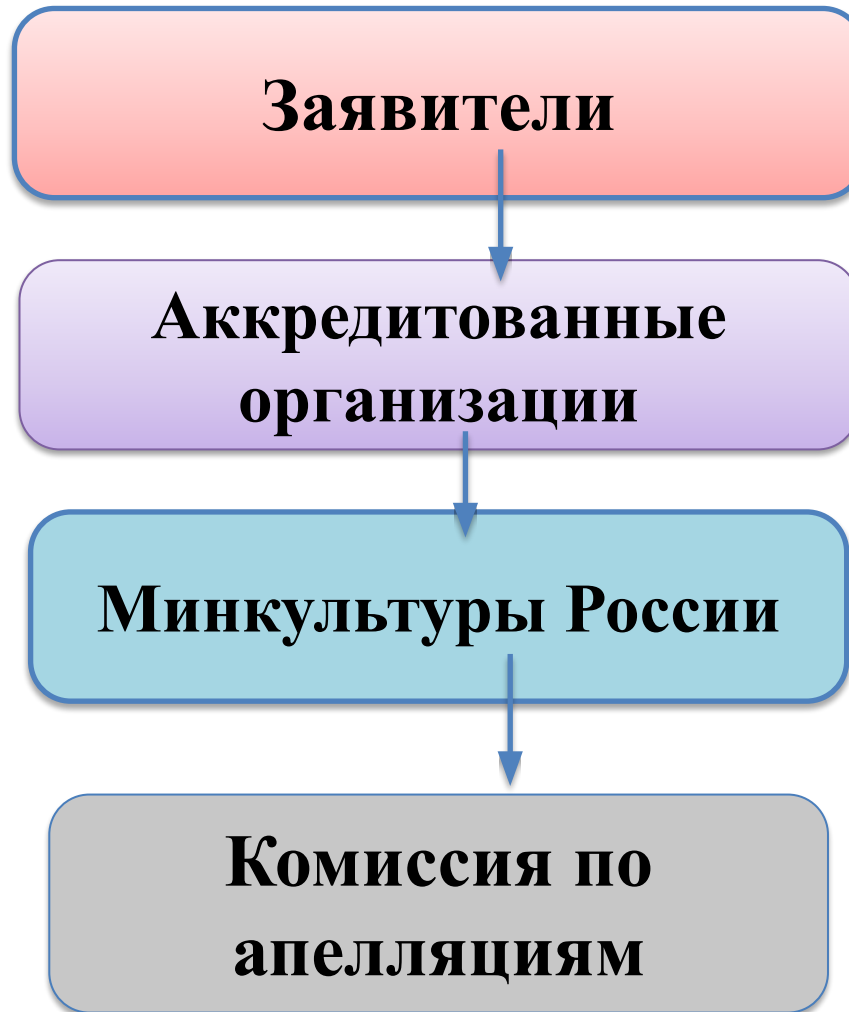 Заявители
Аккредитованные
организации
Минкультуры России
Комиссия по
апелляциям